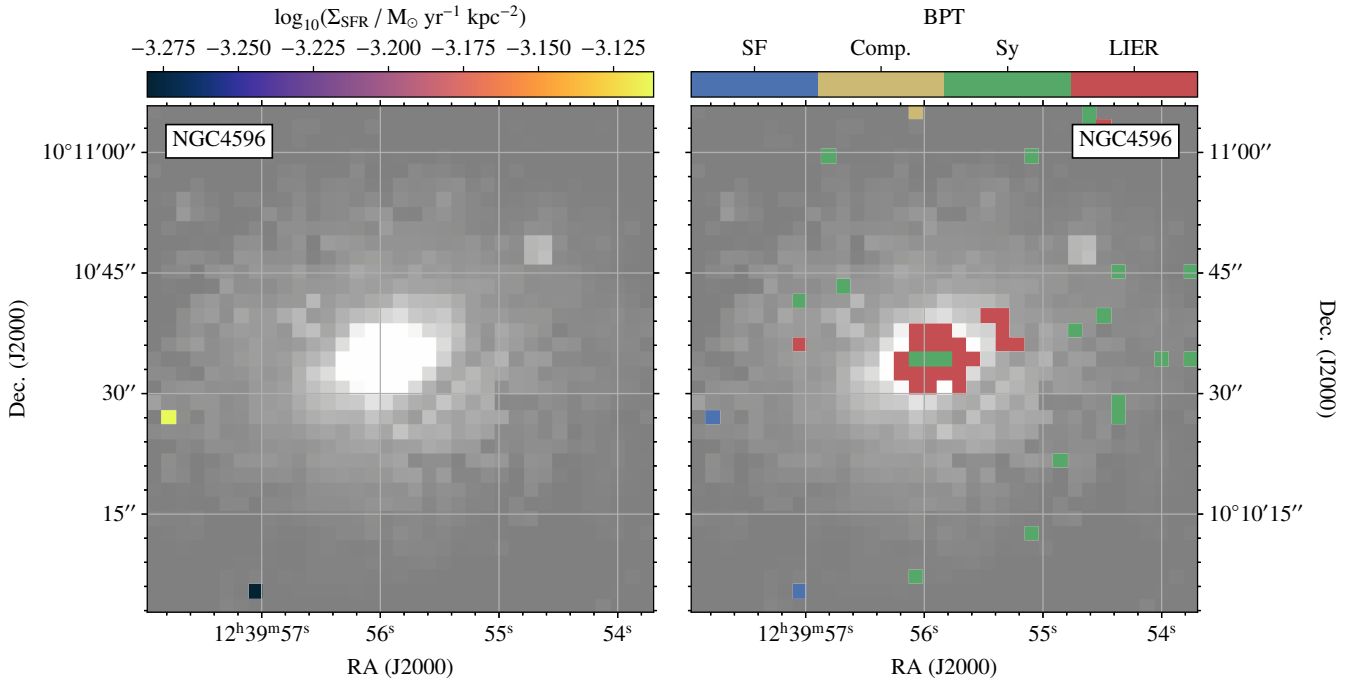 log₁₀(Σ_SFR / M_⊙ yr⁻¹ kpc⁻²)
−3.275 −3.250 −3.225 −3.200 −3.175 −3.150 −3.125
NGC4596
10°11′00′′
10′45′′
30′′
15′′
Dec. (J2000)
12ʰ39ᵐ57ˢ 56ˢ 55ˢ 54ˢ
RA (J2000)
BPT
SF Comp. Sy LIER
NGC4596
11′00′′
45′′
30′′
10°10′15′′
Dec. (J2000)
12ʰ39ᵐ57ˢ 56ˢ 55ˢ 54ˢ
RA (J2000)